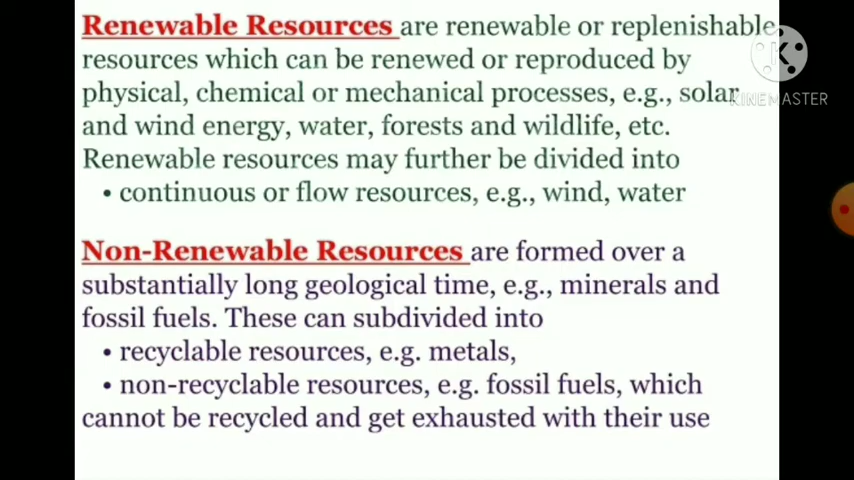 Renewable Resources are renewable or replenishable
resources which can be renewed or reproduced by
physical, chemical or mechanical processes, e.g., solar
and wind energy, water, forests and wildlife, etc.
Renewable resources may further be divided into
• continuous or flow resources, e.g., wind, water
Non-Renewable Resources are formed over a
substantially long geological time, e.g., minerals and
fossil fuels. These can subdivided into
• recyclable resources, e.g. metals,
• non-recyclable resources, e.g. fossil fuels, which
cannot be recycled and get exhausted with their use
K
KINEMASTER